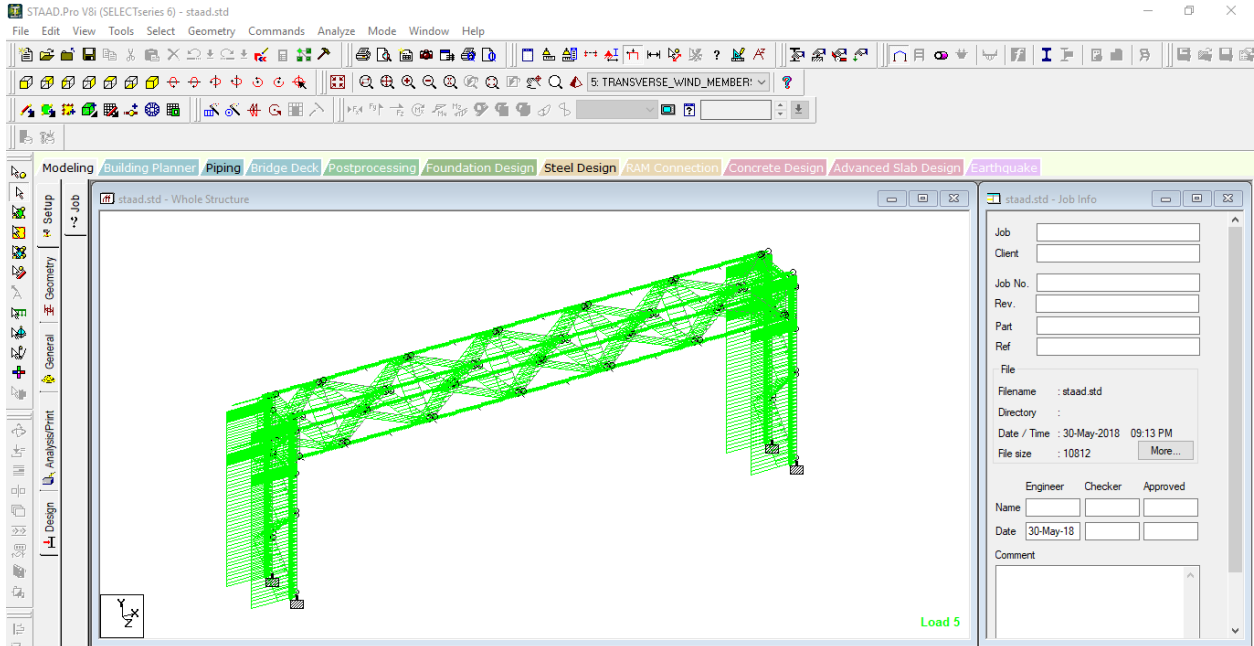 STAAD.Pro V8i (SELECTseries 6) - staad.std
File Edit View Tools Select Geometry Commands Analyze Mode Window Help
5: TRANSVERSE_WIND_MEMBER:
Modeling Building Planner Piping Bridge Deck Postprocessing Foundation Design Steel Design RAM Connection Concrete Design Advanced Slab Design Earthquake
Setup
Geometry
General
Analysis/Print
Design
? Job
staad.std - Whole Structure
Y
X
Z
Load 5
staad.std - Job Info
Job
Client
Job No.
Rev.
Part
Ref
File
Filename : staad.std
Directory :
Date / Time : 30-May-2018 09:13 PM
File size : 10812 More...
Engineer Checker Approved
Name
Date 30-May-18
Comment